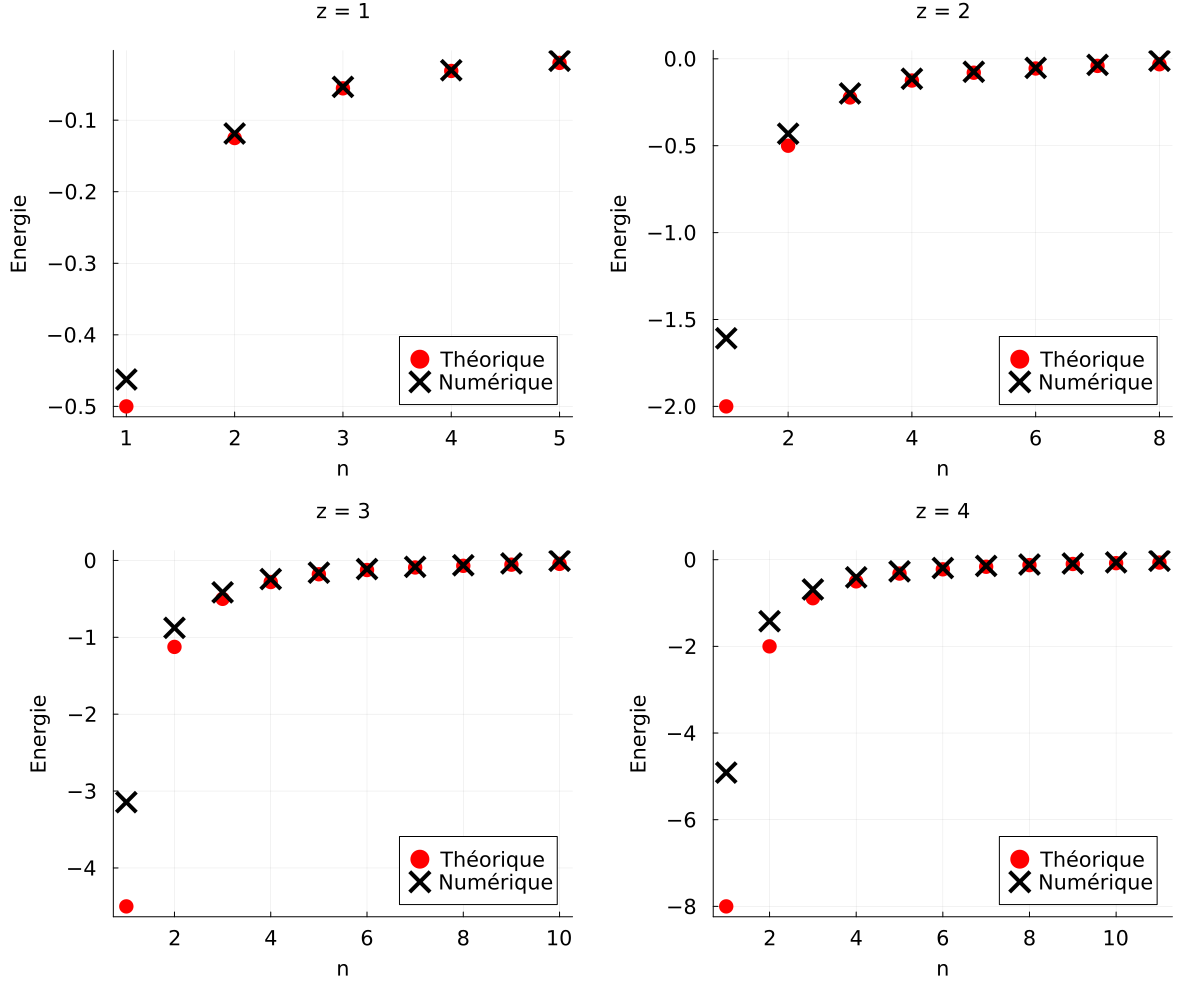 z = 1
Energie
−0.1
−0.2
−0.3
−0.4
−0.5
1 2 3 4 5
n
Théorique
Numérique
z = 2
Energie
0.0
−0.5
−1.0
−1.5
−2.0
2 4 6 8
n
Théorique
Numérique
z = 3
Energie
0
−1
−2
−3
−4
2 4 6 8 10
n
Théorique
Numérique
z = 4
Energie
0
−2
−4
−6
−8
2 4 6 8 10
n
Théorique
Numérique